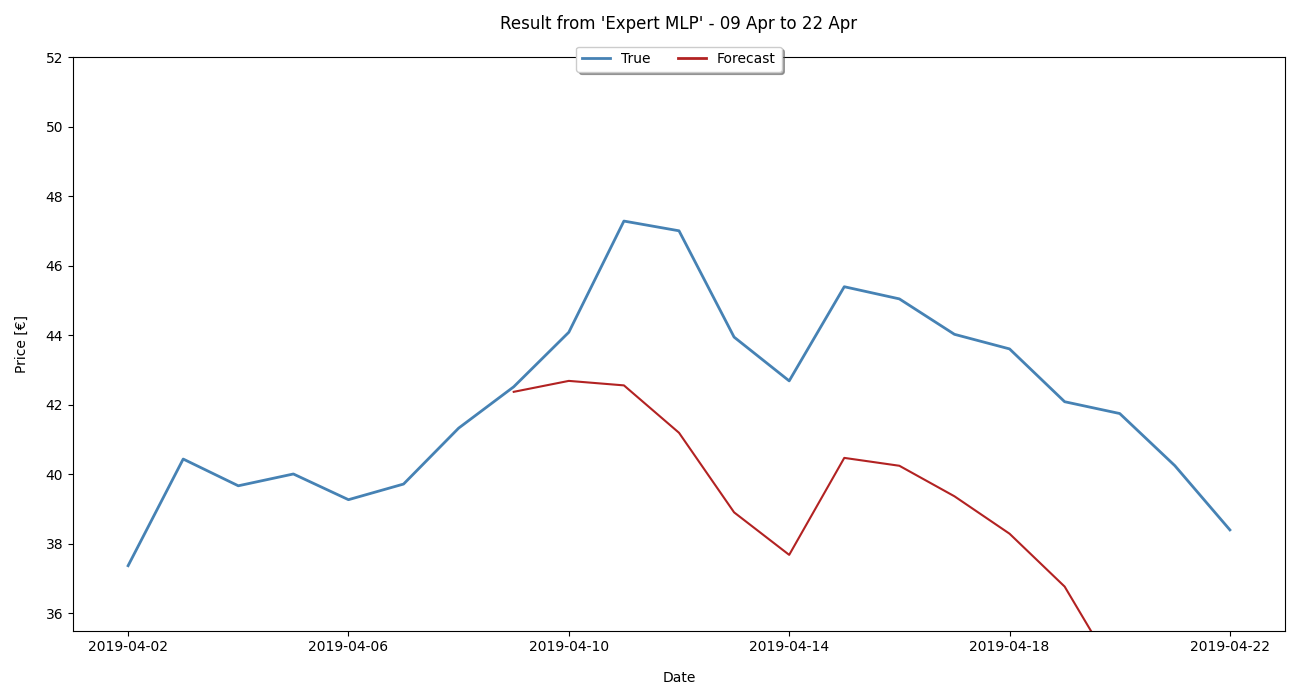 Result from 'Expert MLP' - 09 Apr to 22 Apr
True Forecast
52
50
48
46
44
42
40
38
36
Price [€]
2019-04-02 2019-04-06 2019-04-10 2019-04-14 2019-04-18 2019-04-22
Date